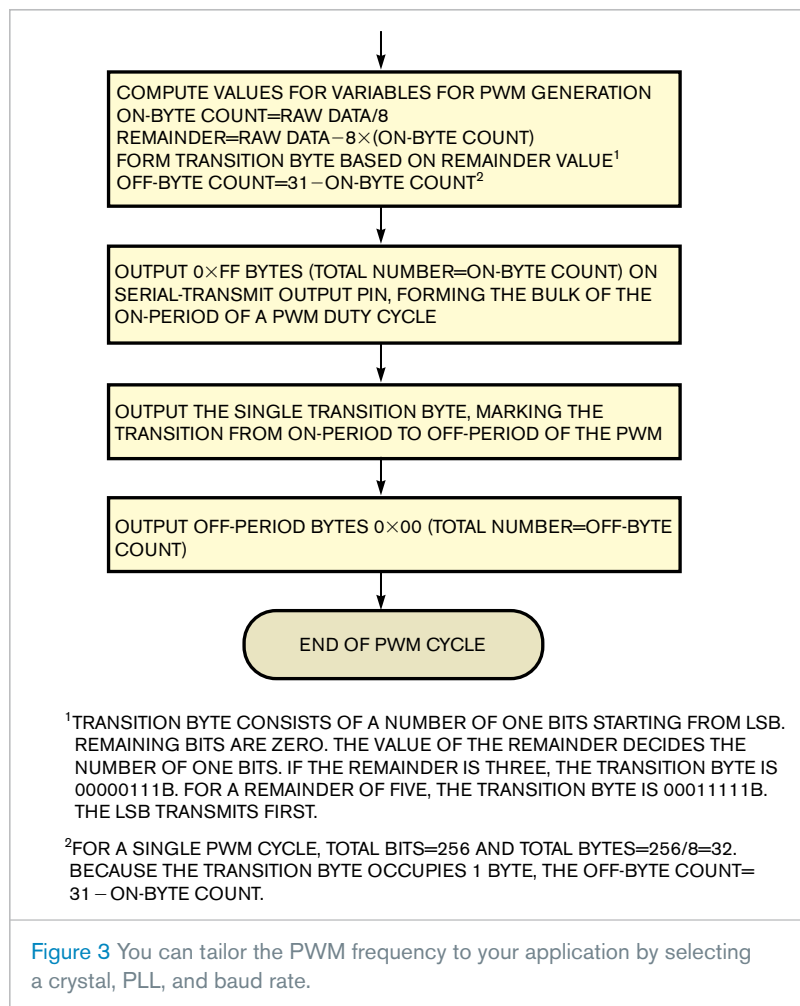 COMPUTE VALUES FOR VARIABLES FOR PWM GENERATION
ON-BYTE COUNT=RAW DATA/8
REMAINDER=RAW DATA−8×(ON-BYTE COUNT)
FORM TRANSITION BYTE BASED ON REMAINDER VALUE¹
OFF-BYTE COUNT=31−ON-BYTE COUNT²
OUTPUT 0×FF BYTES (TOTAL NUMBER=ON-BYTE COUNT) ON
SERIAL-TRANSMIT OUTPUT PIN, FORMING THE BULK OF THE
ON-PERIOD OF A PWM DUTY CYCLE
OUTPUT THE SINGLE TRANSITION BYTE, MARKING THE
TRANSITION FROM ON-PERIOD TO OFF-PERIOD OF THE PWM
OUTPUT OFF-PERIOD BYTES 0×00 (TOTAL NUMBER=OFF-BYTE
COUNT)
END OF PWM CYCLE
¹TRANSITION BYTE CONSISTS OF A NUMBER OF ONE BITS STARTING FROM LSB.
REMAINING BITS ARE ZERO. THE VALUE OF THE REMAINDER DECIDES THE
NUMBER OF ONE BITS. IF THE REMAINDER IS THREE, THE TRANSITION BYTE IS
00000111B. FOR A REMAINDER OF FIVE, THE TRANSITION BYTE IS 00011111B.
THE LSB TRANSMITS FIRST.
²FOR A SINGLE PWM CYCLE, TOTAL BITS=256 AND TOTAL BYTES=256/8=32.
BECAUSE THE TRANSITION BYTE OCCUPIES 1 BYTE, THE OFF-BYTE COUNT=
31−ON-BYTE COUNT.
Figure 3 You can tailor the PWM frequency to your application by selecting
a crystal, PLL, and baud rate.